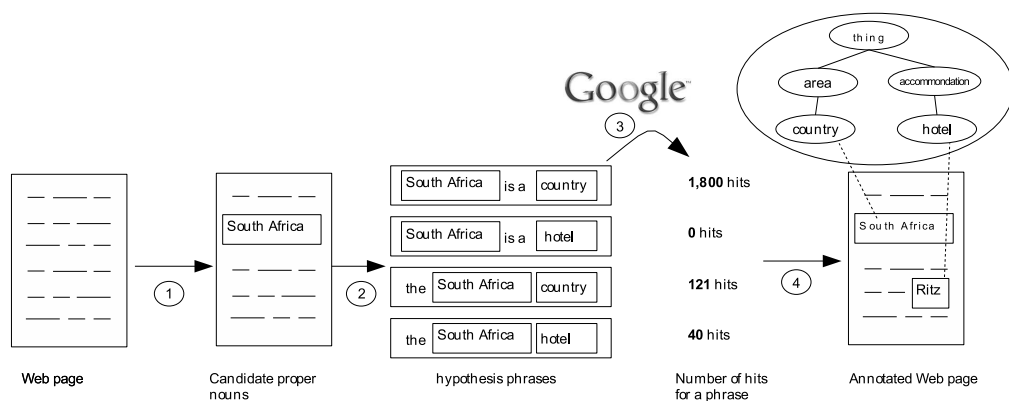 thing
area
accommondation
country
hotel
Google™
3
South Africa is a country
1,800 hits
South Africa is a hotel
0 hits
the South Africa country
121 hits
the South Africa hotel
40 hits
South Africa
South Africa
Ritz
1
2
4
Web page
Candidate proper
nouns
hypothesis phrases
Number of hits
for a phrase
Annotated Web page